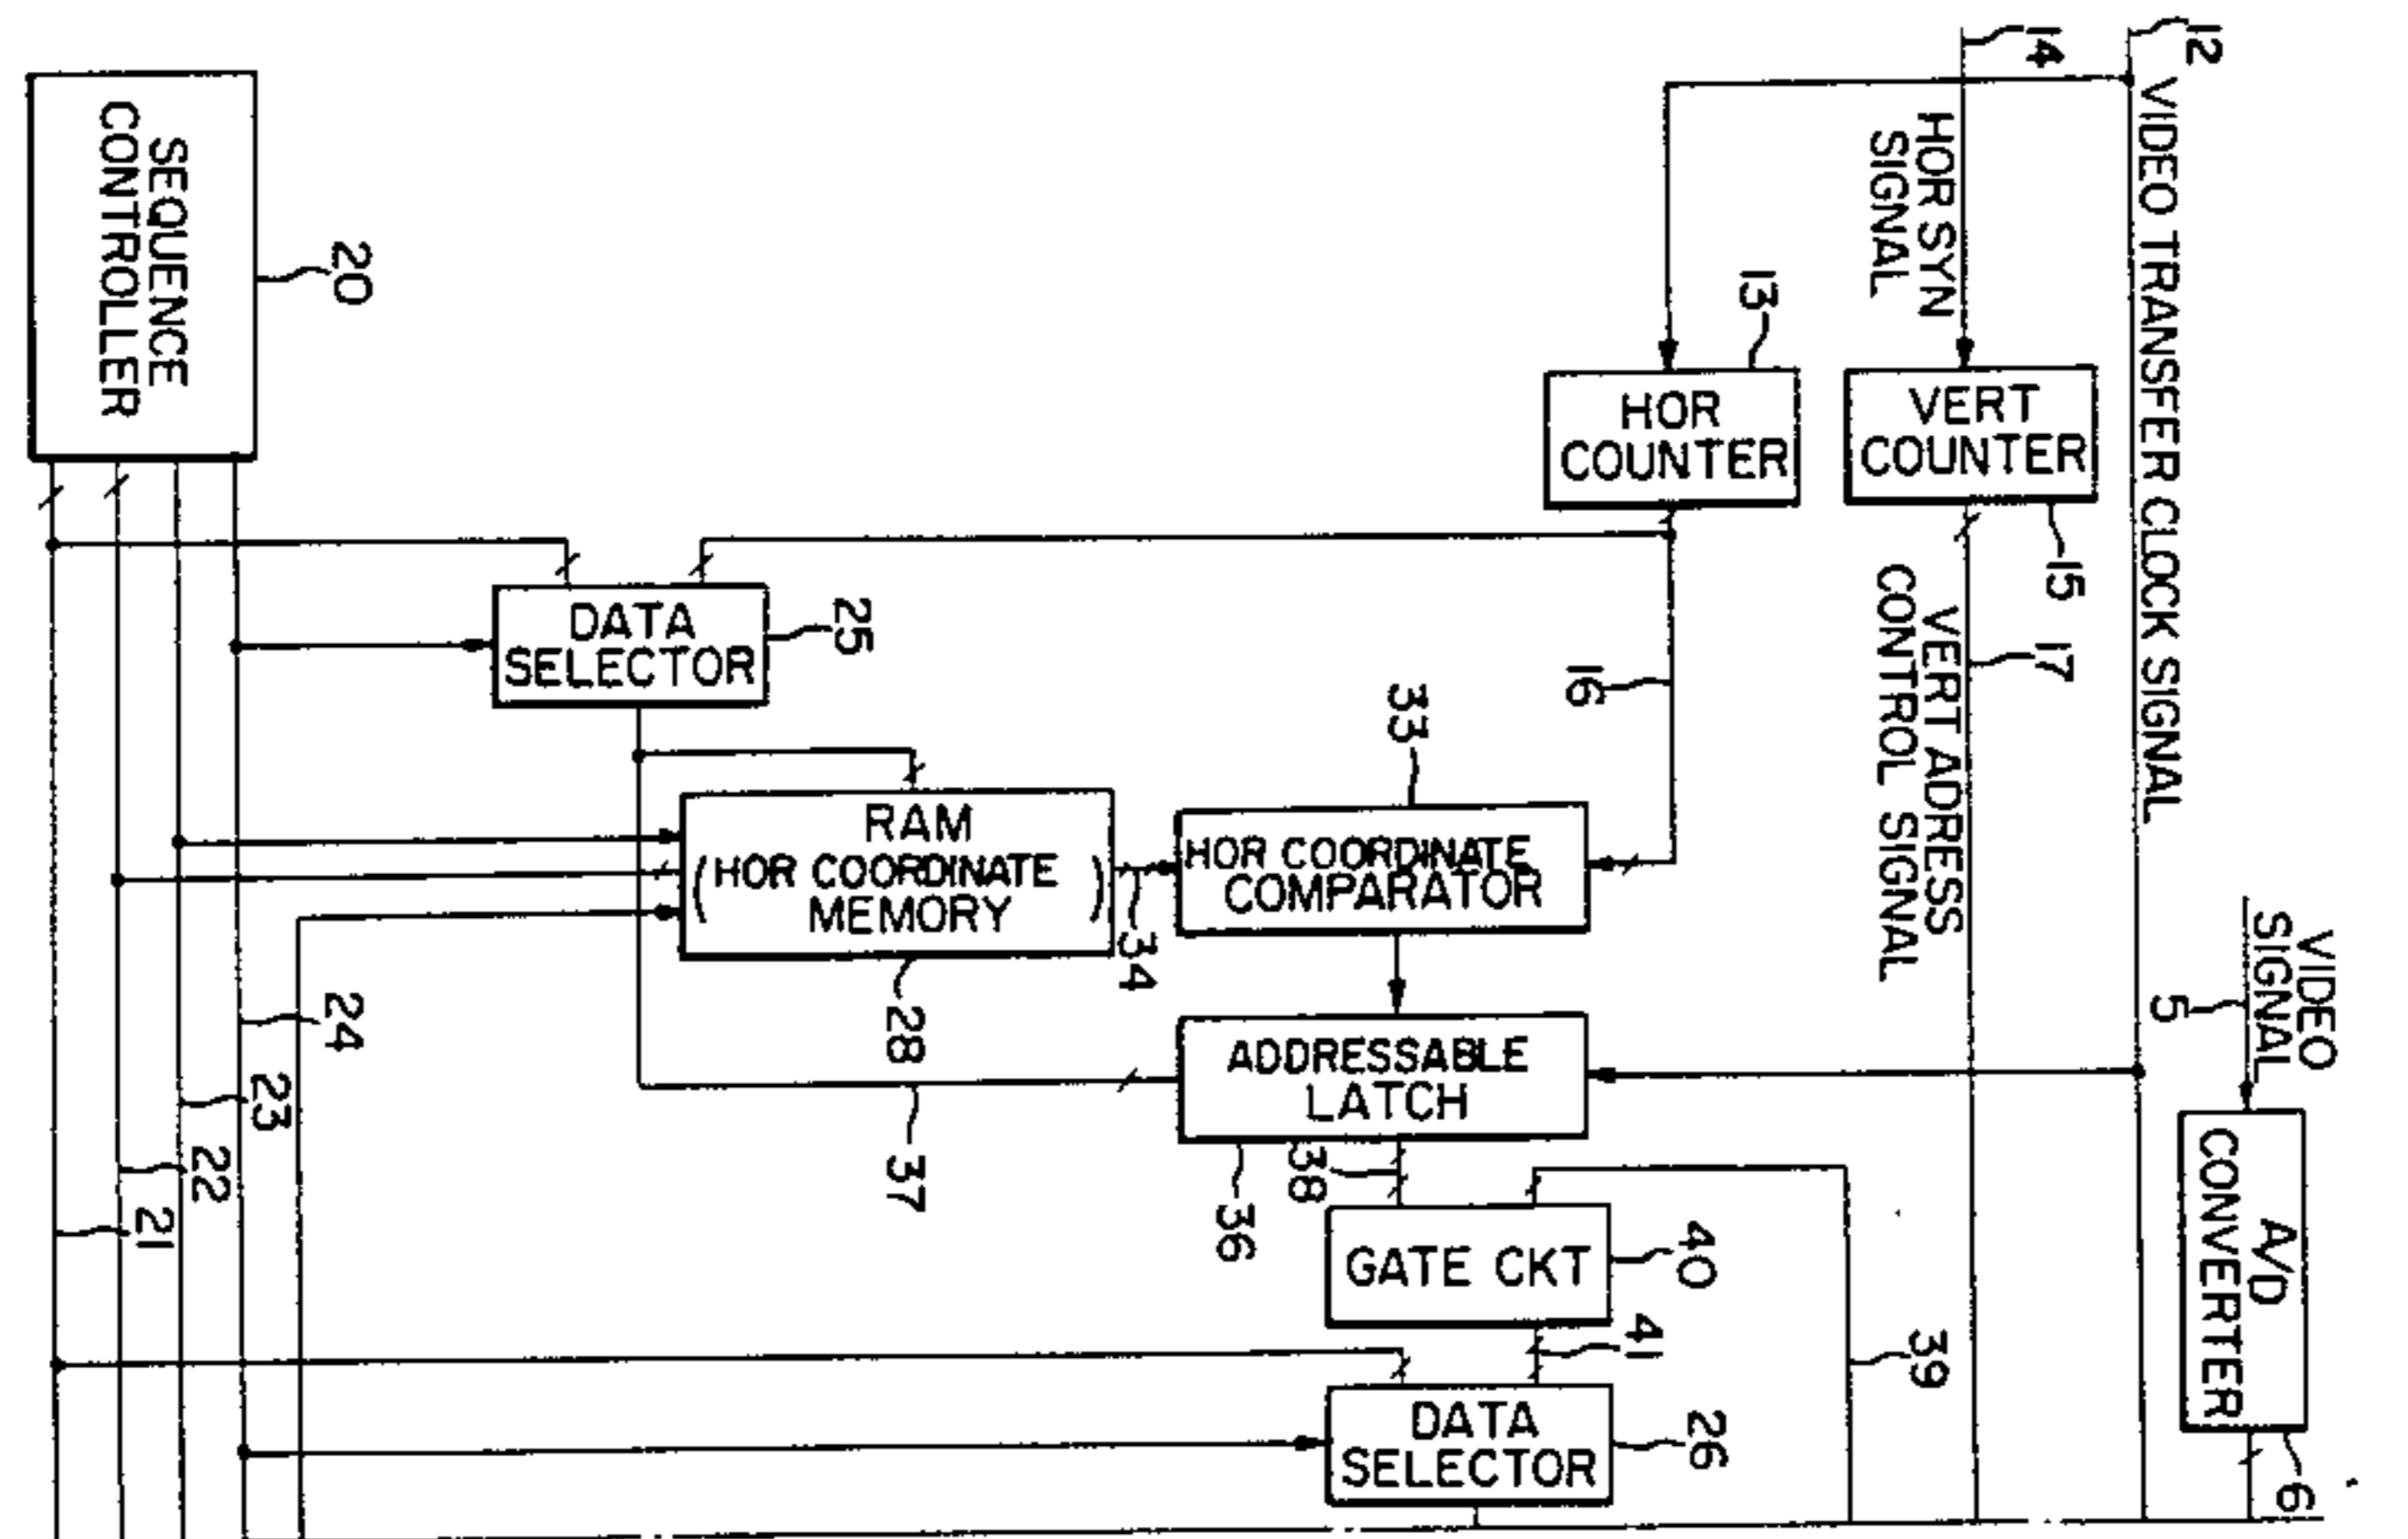 12
VIDEO TRANSFER CLOCK SIGNAL
14
HOR SYN
SIGNAL
13
HOR
COUNTER
VERT
COUNTER
15
20
SEQUENCE
CONTROLLER
DATA
SELECTOR
25
16
17
VERT ADRESS
CONTROL SIGNAL
33
RAM
(HOR COORDINATE
MEMORY)
28
34
HOR COORDINATE
COMPARATOR
VIDEO
SIGNAL
5
ADDRESSABLE
LATCH
36
37
38
24
23
22
21
GATE CKT
40
41
39
A/D
CONVERTER
6
DATA
SELECTOR
26